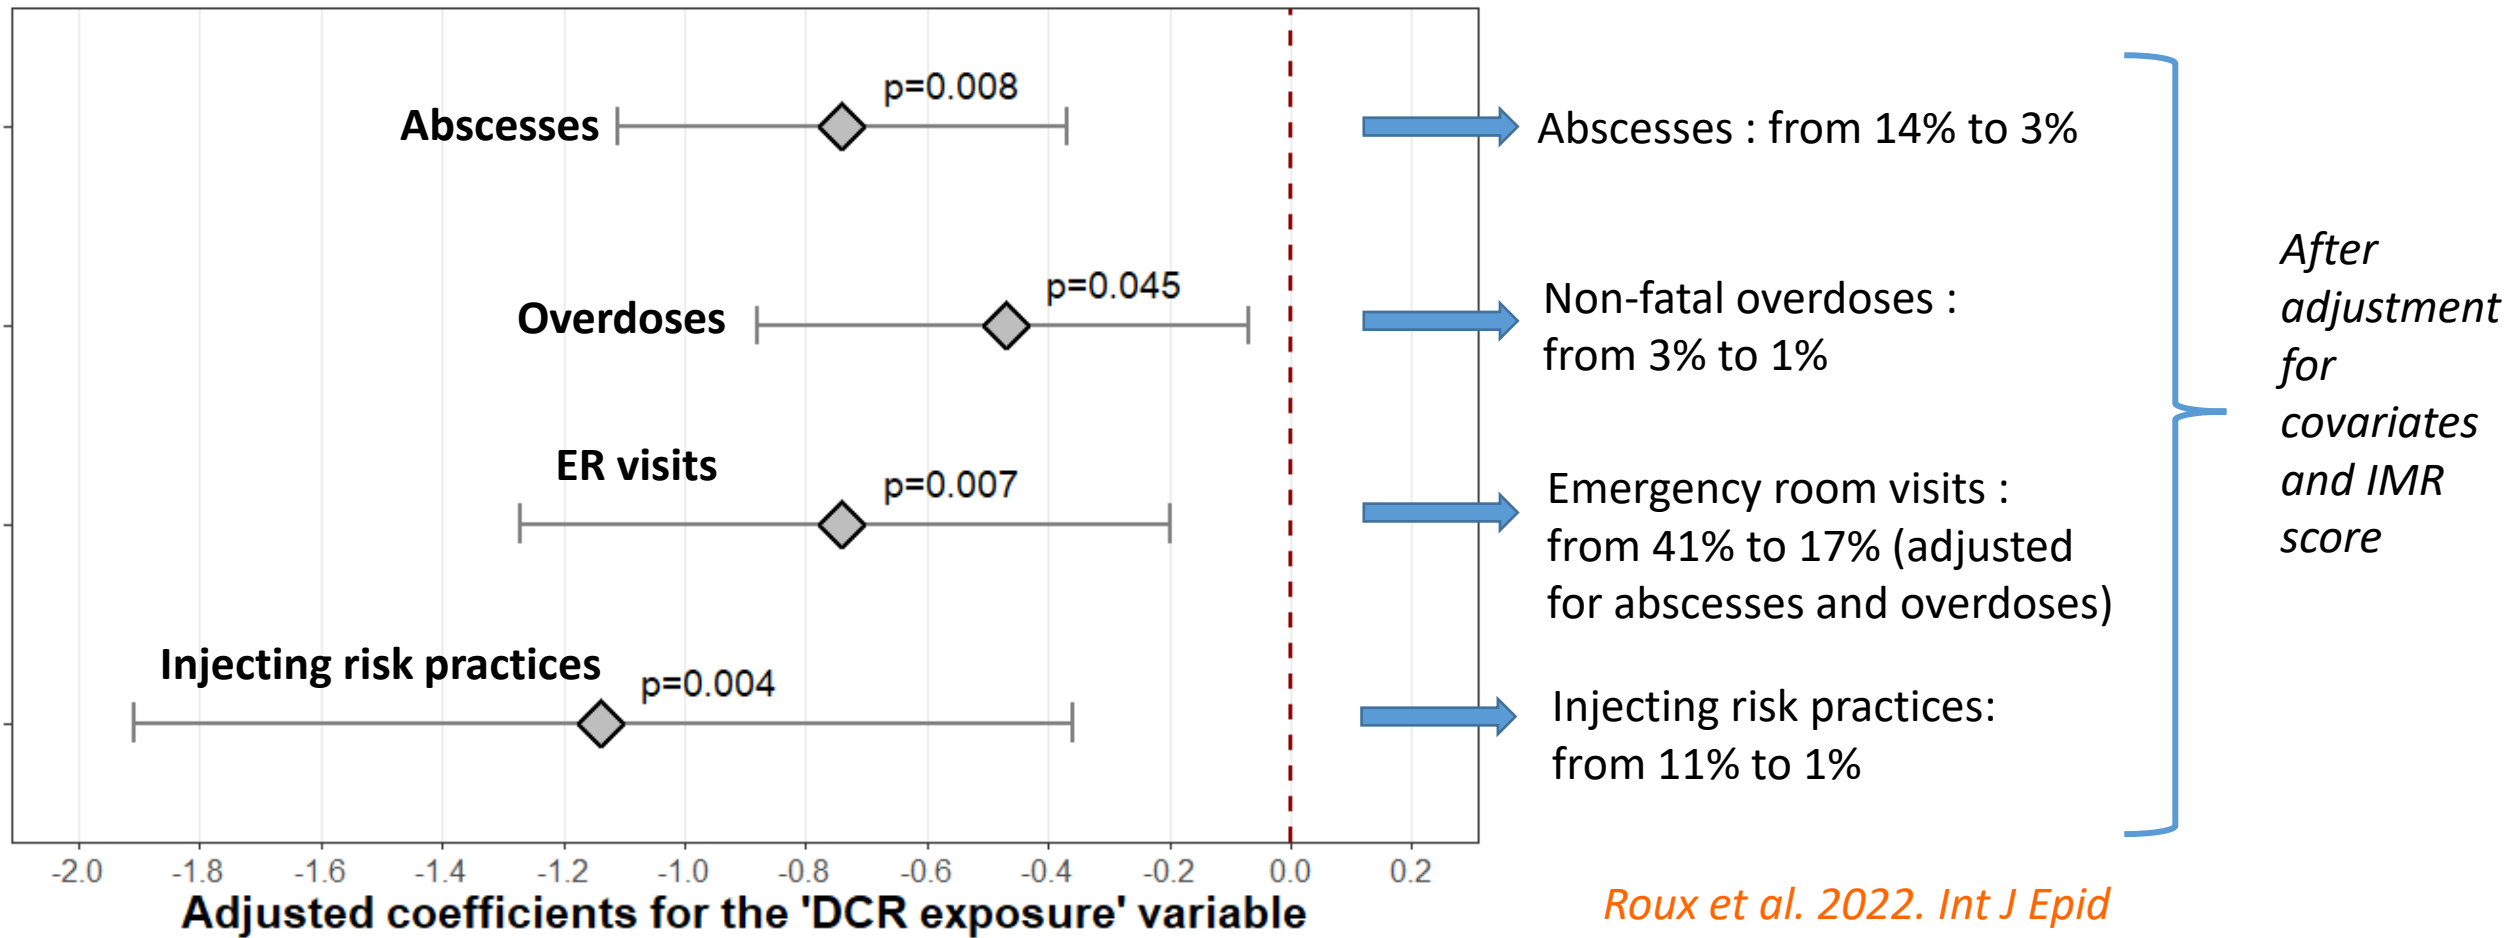 Abscesses
p=0.008
Abscesses : from 14% to 3%
Overdoses
p=0.045
Non-fatal overdoses :
from 3% to 1%
ER visits
p=0.007
Emergency room visits :
from 41% to 17% (adjusted
for abscesses and overdoses)
Injecting risk practices
p=0.004
Injecting risk practices:
from 11% to 1%
After
adjustment
for
covariates
and IMR
score
-2.0 -1.8 -1.6 -1.4 -1.2 -1.0 -0.8 -0.6 -0.4 -0.2 0.0 0.2
Adjusted coefficients for the 'DCR exposure' variable
Roux et al. 2022. Int J Epid